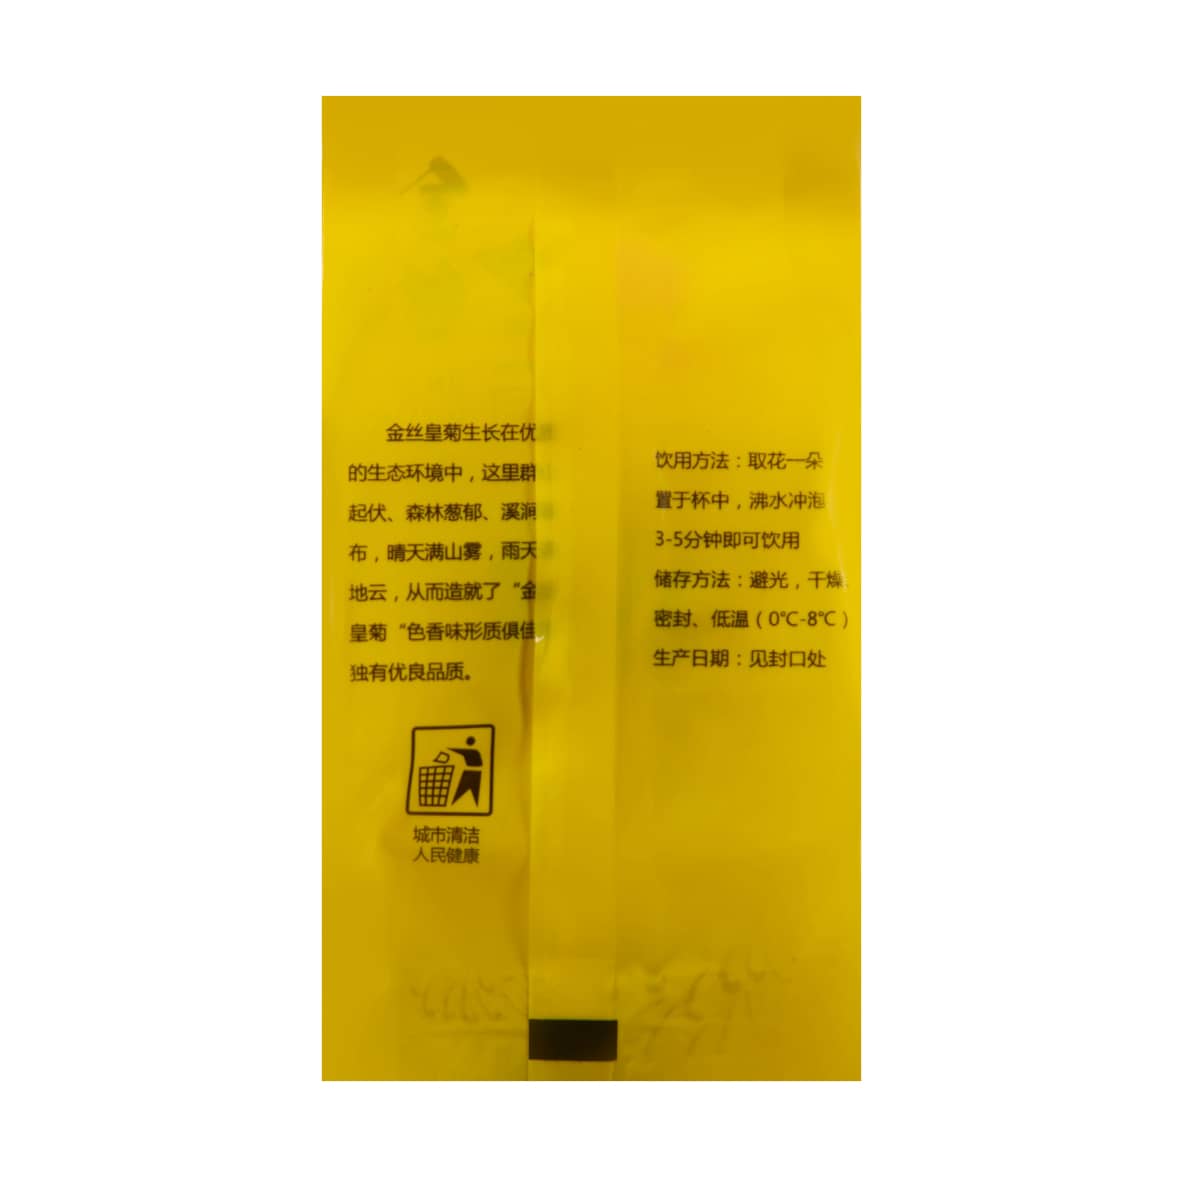 金丝皇菊生长在优
的生态环境中，这里群
起伏、森林葱郁、溪涧
布，晴天满山雾，雨天
地云，从而造就了“金
皇菊“色香味形质俱佳
独有优良品质。
城市清洁
人民健康
饮用方法：取花一朵
置于杯中，沸水冲泡
3-5分钟即可饮用
储存方法：避光，干燥
密封、低温（0℃-8℃）
生产日期：见封口处